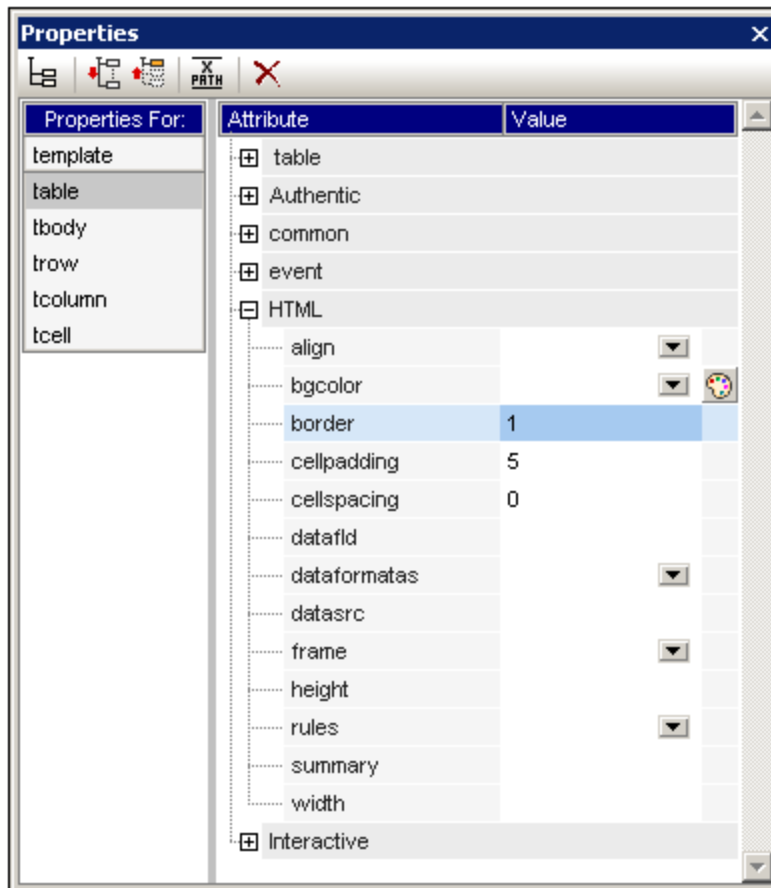 Properties
X
PATH
Properties For:
Attribute Value
template
table
tbody
trow
tcolumn
tcell
table
Authentic
common
event
HTML
align
bgcolor
border 1
cellpadding 5
cellspacing 0
datafld
dataformatas
datasrc
frame
height
rules
summary
width
Interactive